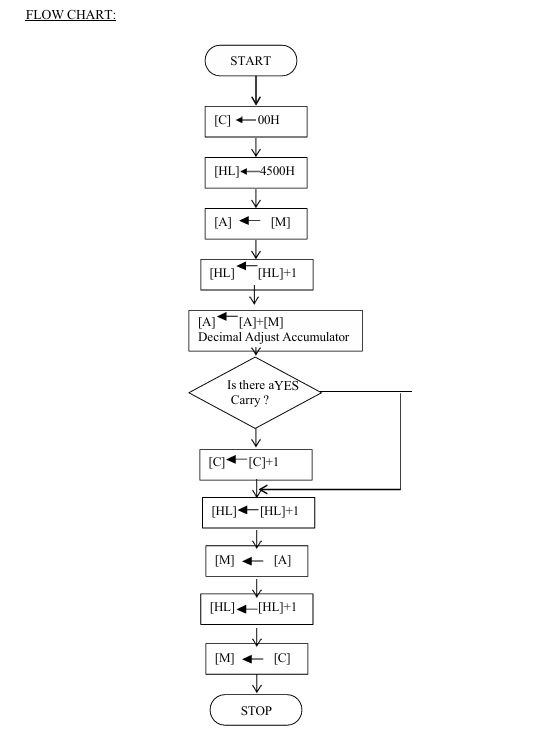 FLOW CHART:
START
[C] ← 00H
[HL]←4500H
[A] ← [M]
[HL]←[HL]+1
[A]←[A]+[M]
Decimal Adjust Accumulator
Is there aYES
Carry ?
[C]←[C]+1
[HL]←[HL]+1
[M] ← [A]
[HL]←[HL]+1
[M] ← [C]
STOP